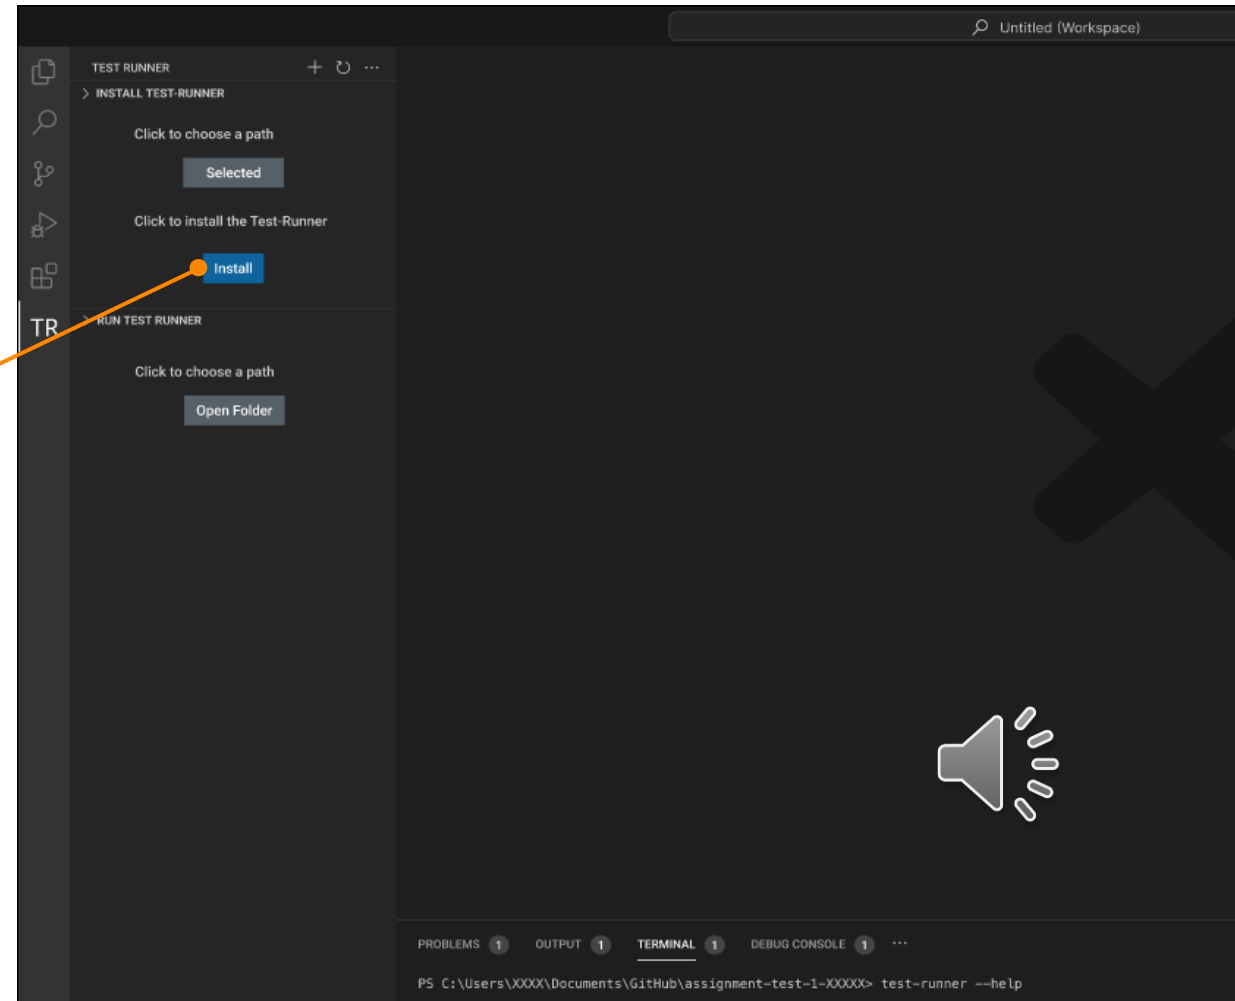 Untitled (Workspace)
TEST RUNNER
INSTALL TEST-RUNNER
Click to choose a path
Selected
Click to install the Test-Runner
Install
TR
RUN TEST RUNNER
Click to choose a path
Open Folder
PROBLEMS 1 OUTPUT 1 TERMINAL 1 DEBUG CONSOLE 1 ···
PS C:\Users\XXXX\Documents\GitHub\assignment-test-1-XXXXX> test-runner --help